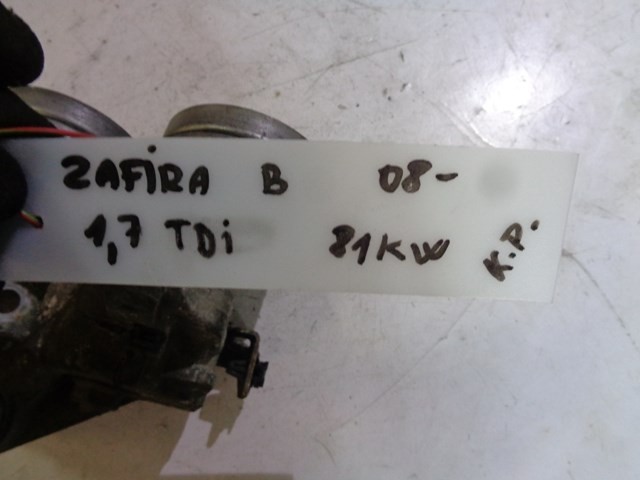 ZAFiRA B 08-
1,7 TDi 81KW K.P.